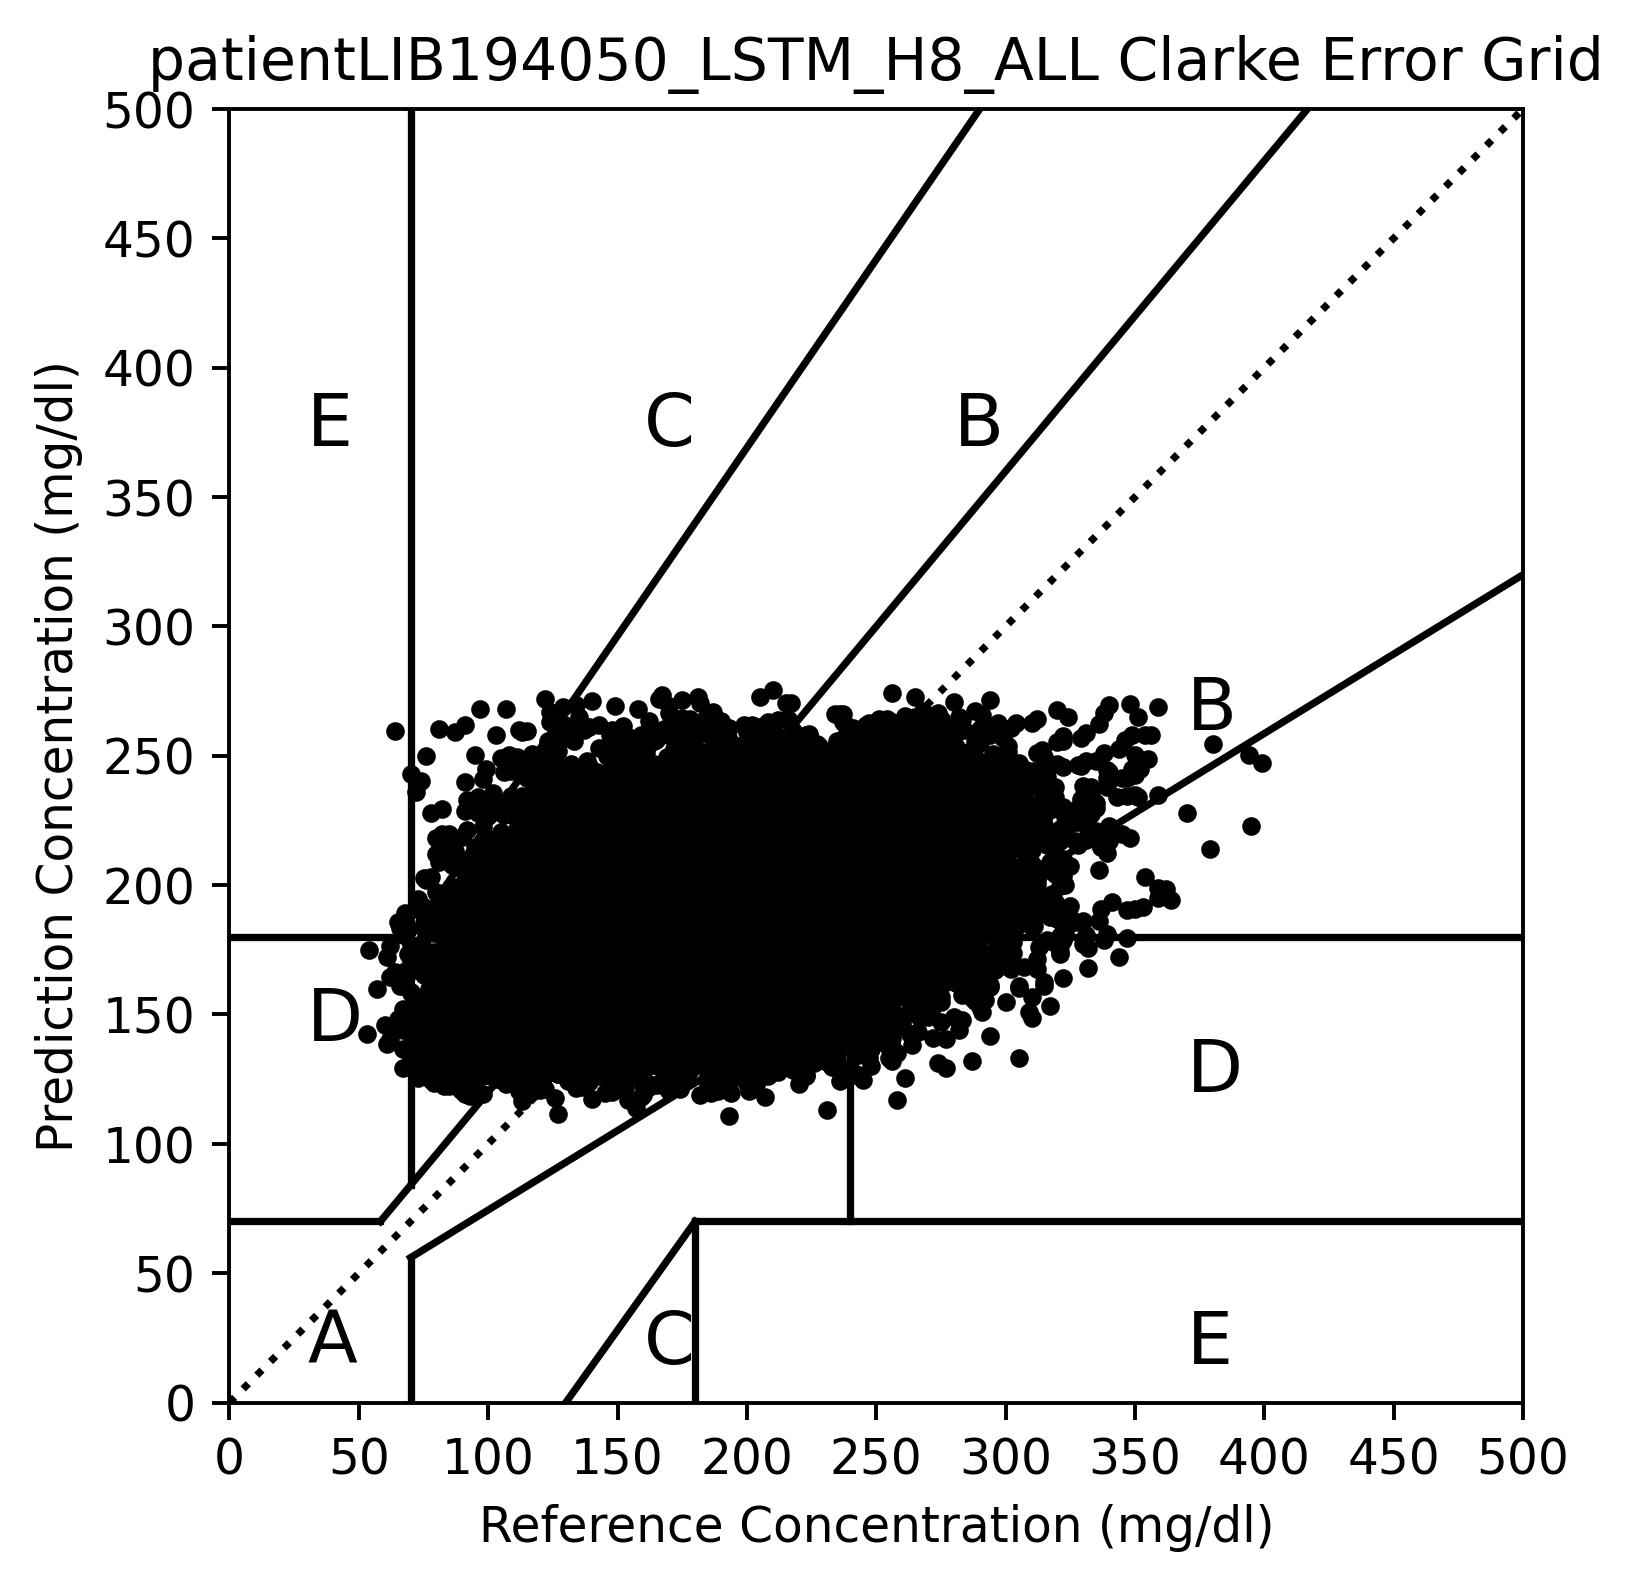 patientLIB194050_LSTM_H8_ALL Clarke Error Grid
500
450
400
350
300
250
200
150
100
50
0
Prediction Concentration (mg/dl)
E
C
B
B
D
D
A
C
E
0 50 100 150 200 250 300 350 400 450 500
Reference Concentration (mg/dl)